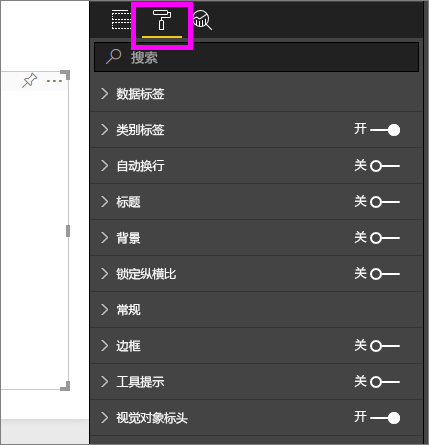 搜索
数据标签
类别标签 开
自动换行 关
标题 关
背景 关
锁定纵横比 关
常规
边框 关
工具提示 关
视觉对象标头 开